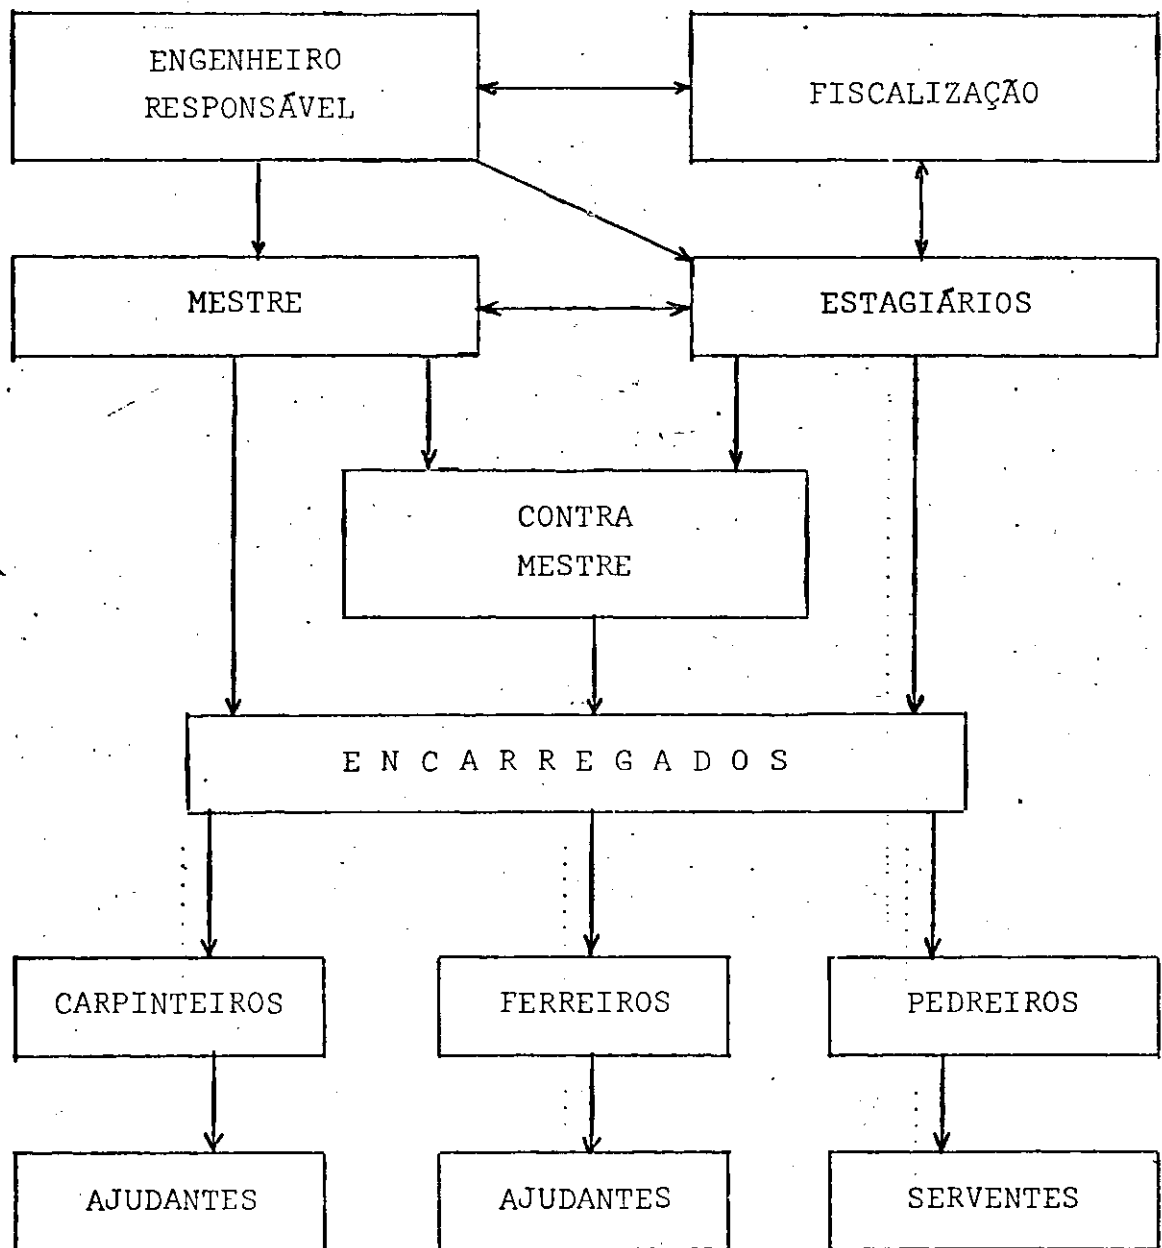 ENGENHEIRO
RESPONSÁVEL
FISCALIZAÇÃO
MESTRE
ESTAGIÁRIOS
CONTRA
MESTRE
E N C A R R E G A D O S
CARPINTEIROS
FERREIROS
PEDREIROS
AJUDANTES
AJUDANTES
SERVENTES